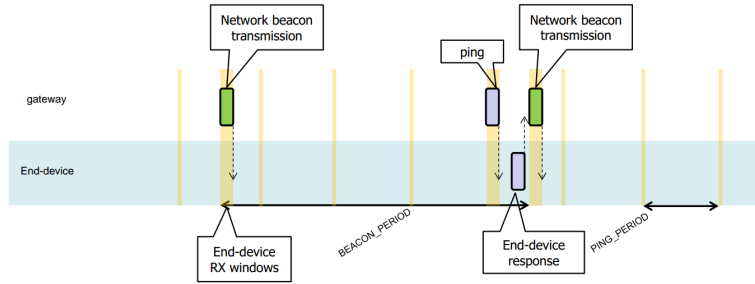 Network beacon
transmission
ping
Network beacon
transmission
gateway
End-device
End-device
RX windows
BEACON_PERIOD
End-device
response
PING_PERIOD